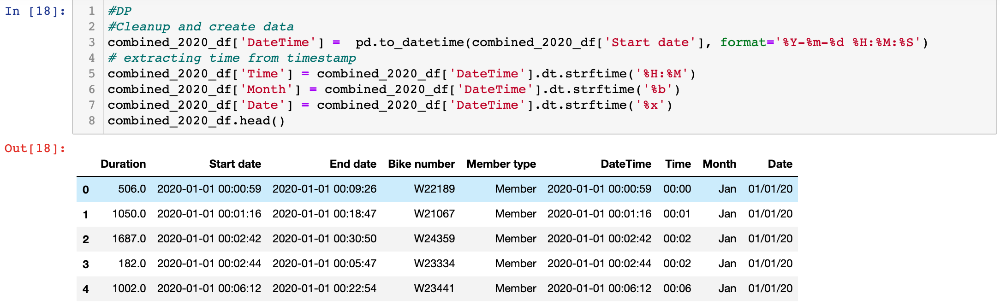 In [18]:
1 #DP
2 #Cleanup and create data
3 combined_2020_df['DateTime'] =  pd.to_datetime(combined_2020_df['Start date'], format='%Y-%m-%d %H:%M:%S')
4 # extracting time from timestamp
5 combined_2020_df['Time'] = combined_2020_df['DateTime'].dt.strftime('%H:%M')
6 combined_2020_df['Month'] = combined_2020_df['DateTime'].dt.strftime('%b')
7 combined_2020_df['Date'] = combined_2020_df['DateTime'].dt.strftime('%x')
8 combined_2020_df.head()
Out[18]:
Duration Start date End date Bike number Member type DateTime Time Month Date
0 506.0 2020-01-01 00:00:59 2020-01-01 00:09:26 W22189 Member 2020-01-01 00:00:59 00:00 Jan 01/01/20
1 1050.0 2020-01-01 00:01:16 2020-01-01 00:18:47 W21067 Member 2020-01-01 00:01:16 00:01 Jan 01/01/20
2 1687.0 2020-01-01 00:02:42 2020-01-01 00:30:50 W24359 Member 2020-01-01 00:02:42 00:02 Jan 01/01/20
3 182.0 2020-01-01 00:02:44 2020-01-01 00:05:47 W23334 Member 2020-01-01 00:02:44 00:02 Jan 01/01/20
4 1002.0 2020-01-01 00:06:12 2020-01-01 00:22:54 W23441 Member 2020-01-01 00:06:12 00:06 Jan 01/01/20